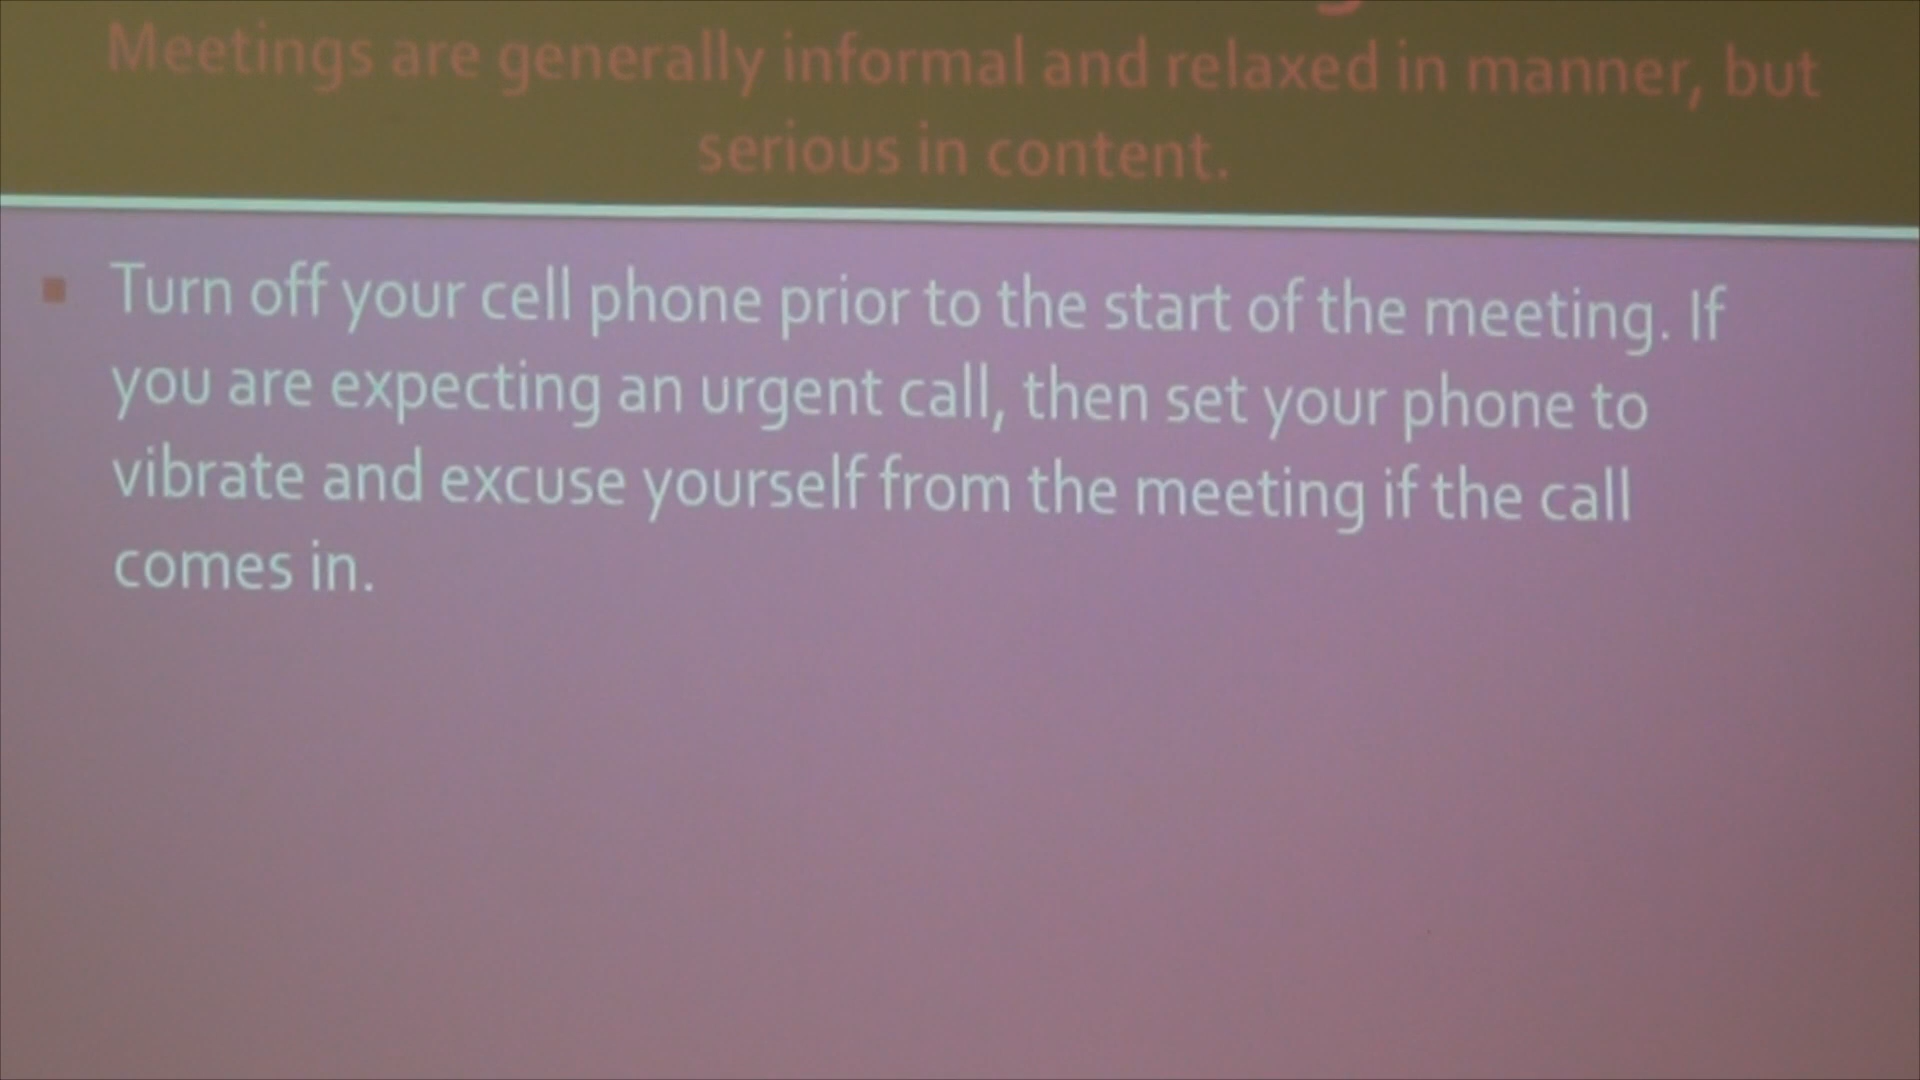 Meetings are generally informal and relaxed in manner, but
serious in content.
Turn off your cell phone prior to the start of the meeting. If
you are expecting an urgent call, then set your phone to
vibrate and excuse yourself from the meeting if the call
comes in.